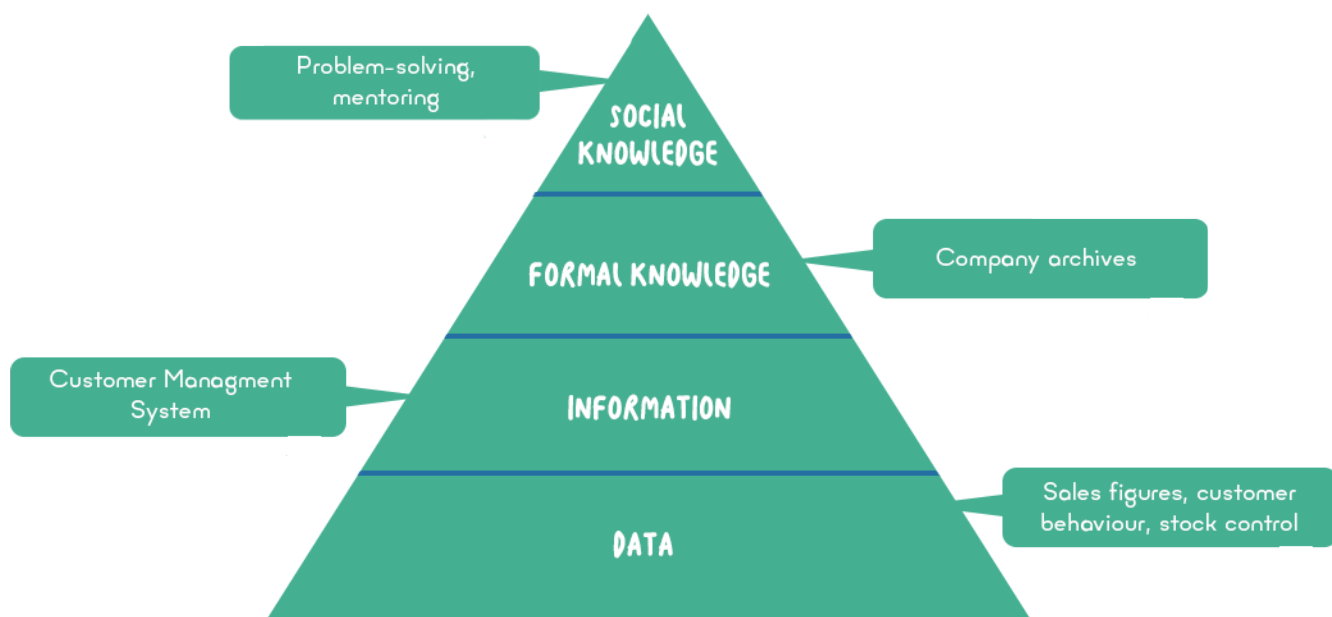 Problem-solving,
mentoring
SOCIAL
KNOWLEDGE
FORMAL KNOWLEDGE
Company archives
Customer Managment
System
INFORMATION
Sales figures, customer
behaviour, stock control
DATA